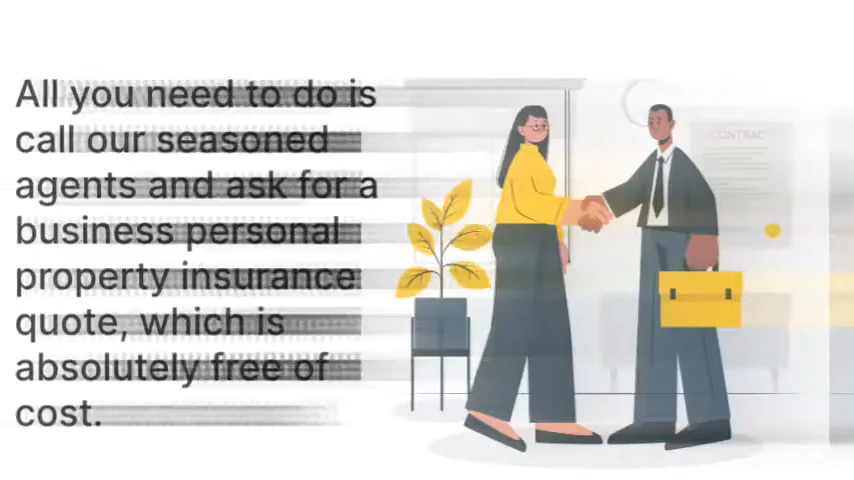 All you need to do is
call our seasoned
agents and ask for a
business personal
property insurance
quote, which is
absolutely free of
cost.